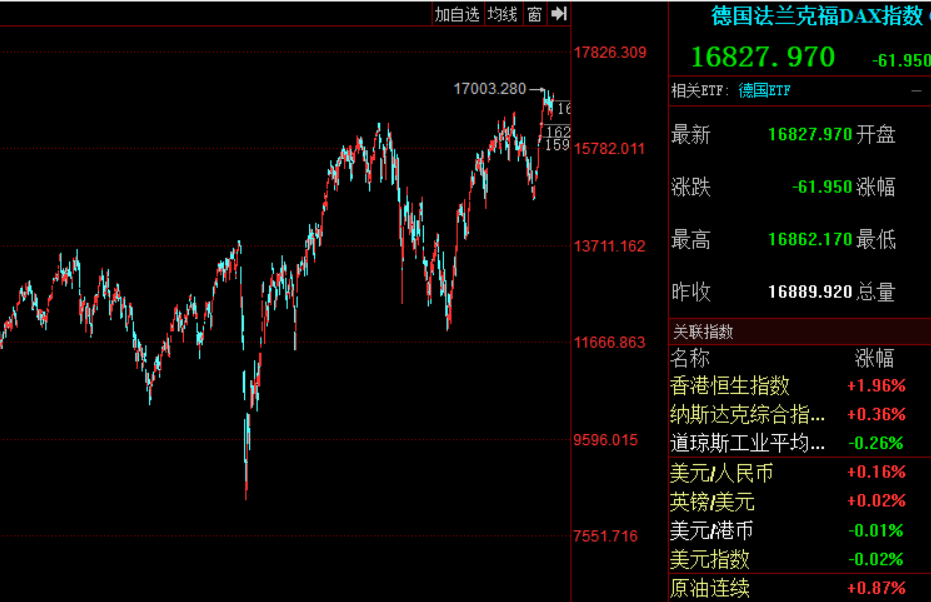 加自选 均线 窗
德国法兰克福DAX指数
16827.970 -61.950
相关ETF: 德国ETF —
17826.309
17003.280
16
162
159
15782.011
13711.162
11666.863
9596.015
7551.716
最新 16827.970 开盘
涨跌 -61.950 涨幅
最高 16862.170 最低
昨收 16889.920 总量
关联指数
名称 涨幅
香港恒生指数 +1.96%
纳斯达克综合指... +0.36%
道琼斯工业平均... -0.26%
美元/人民币 +0.16%
英镑/美元 +0.02%
美元/港币 -0.01%
美元指数 -0.02%
原油连续 +0.87%